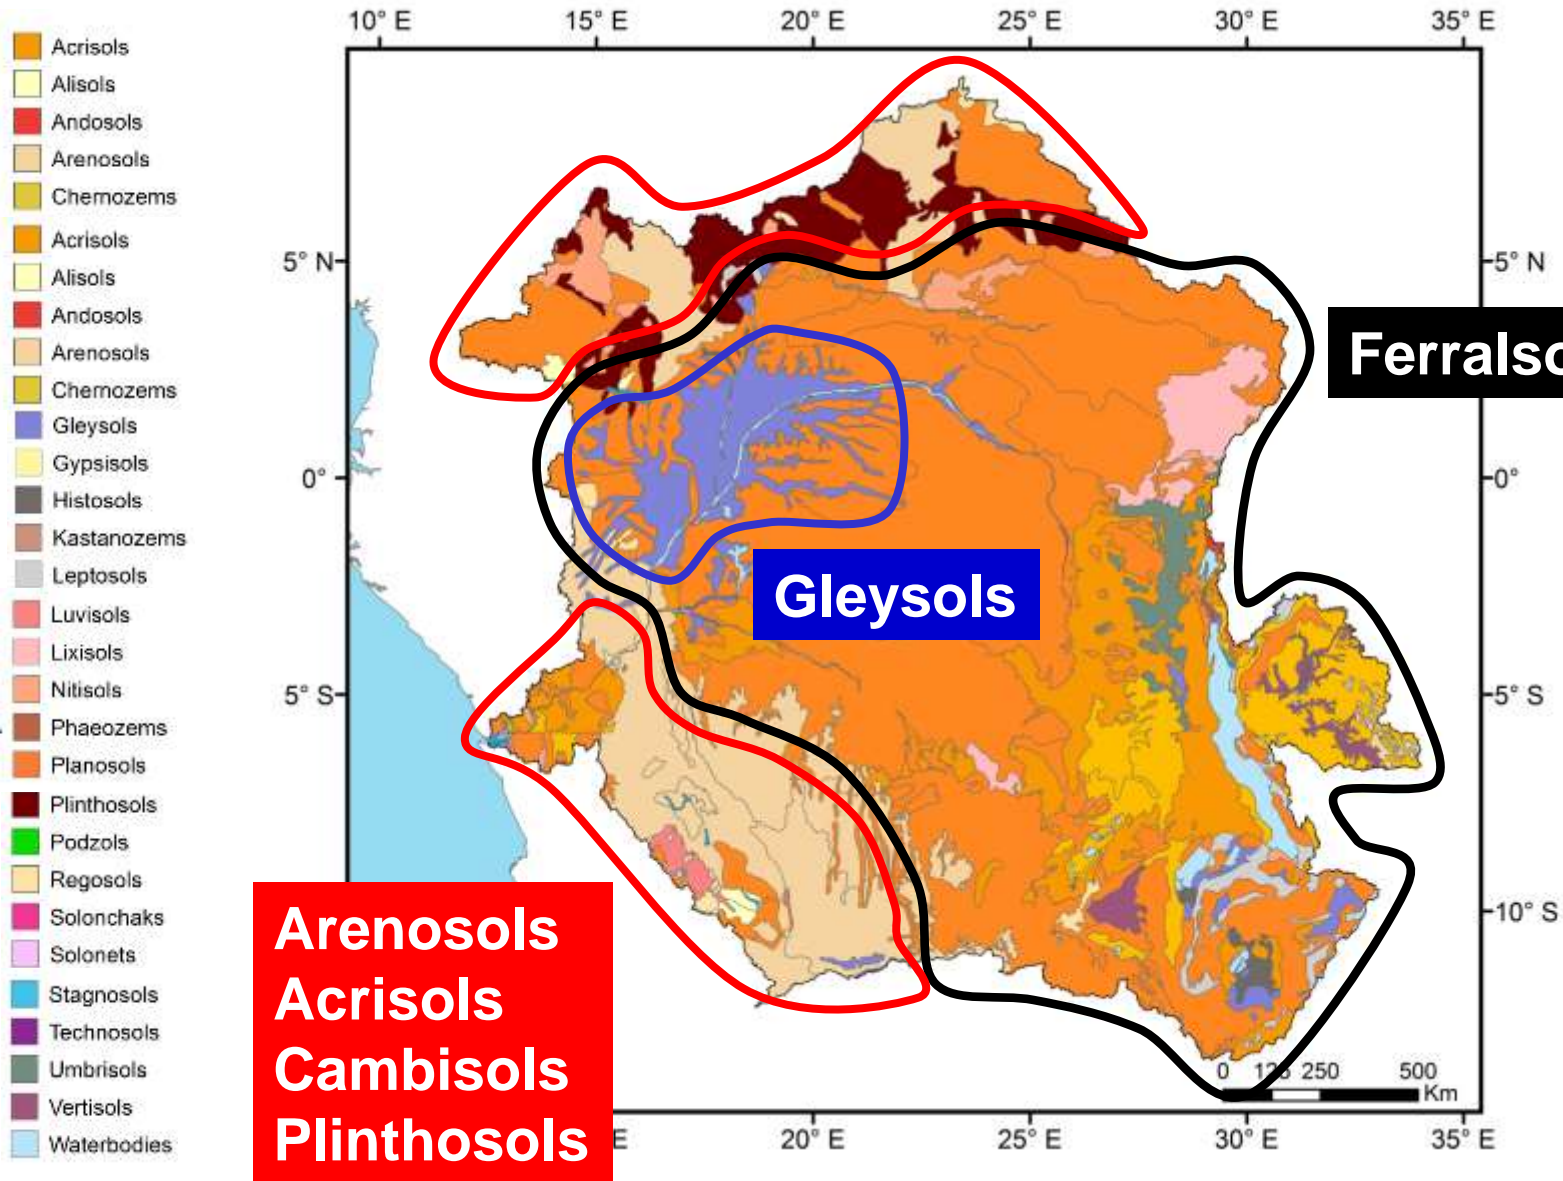 10° E
15° E
20° E
25° E
30° E
35° E
Acrisols
Alisols
Andosols
Arenosols
Chernozems
Acrisols
Alisols
Andosols
Arenosols
Chernozems
Gleysols
Gypsisols
Histosols
Kastanozems
Leptosols
Luvisols
Lixisols
Nitisols
Phaeozems
Planosols
Plinthosols
Podzols
Regosols
Solonchaks
Solonets
Stagnosols
Technosols
Umbrisols
Vertisols
Waterbodies
5° N
0°
5° S
5° N
0°
5° S
10° S
Ferralso
Gleysols
Arenosols
Acrisols
Cambisols
Plinthosols
0 125 250 500
Km
E
20° E
25° E
30° E
35° E